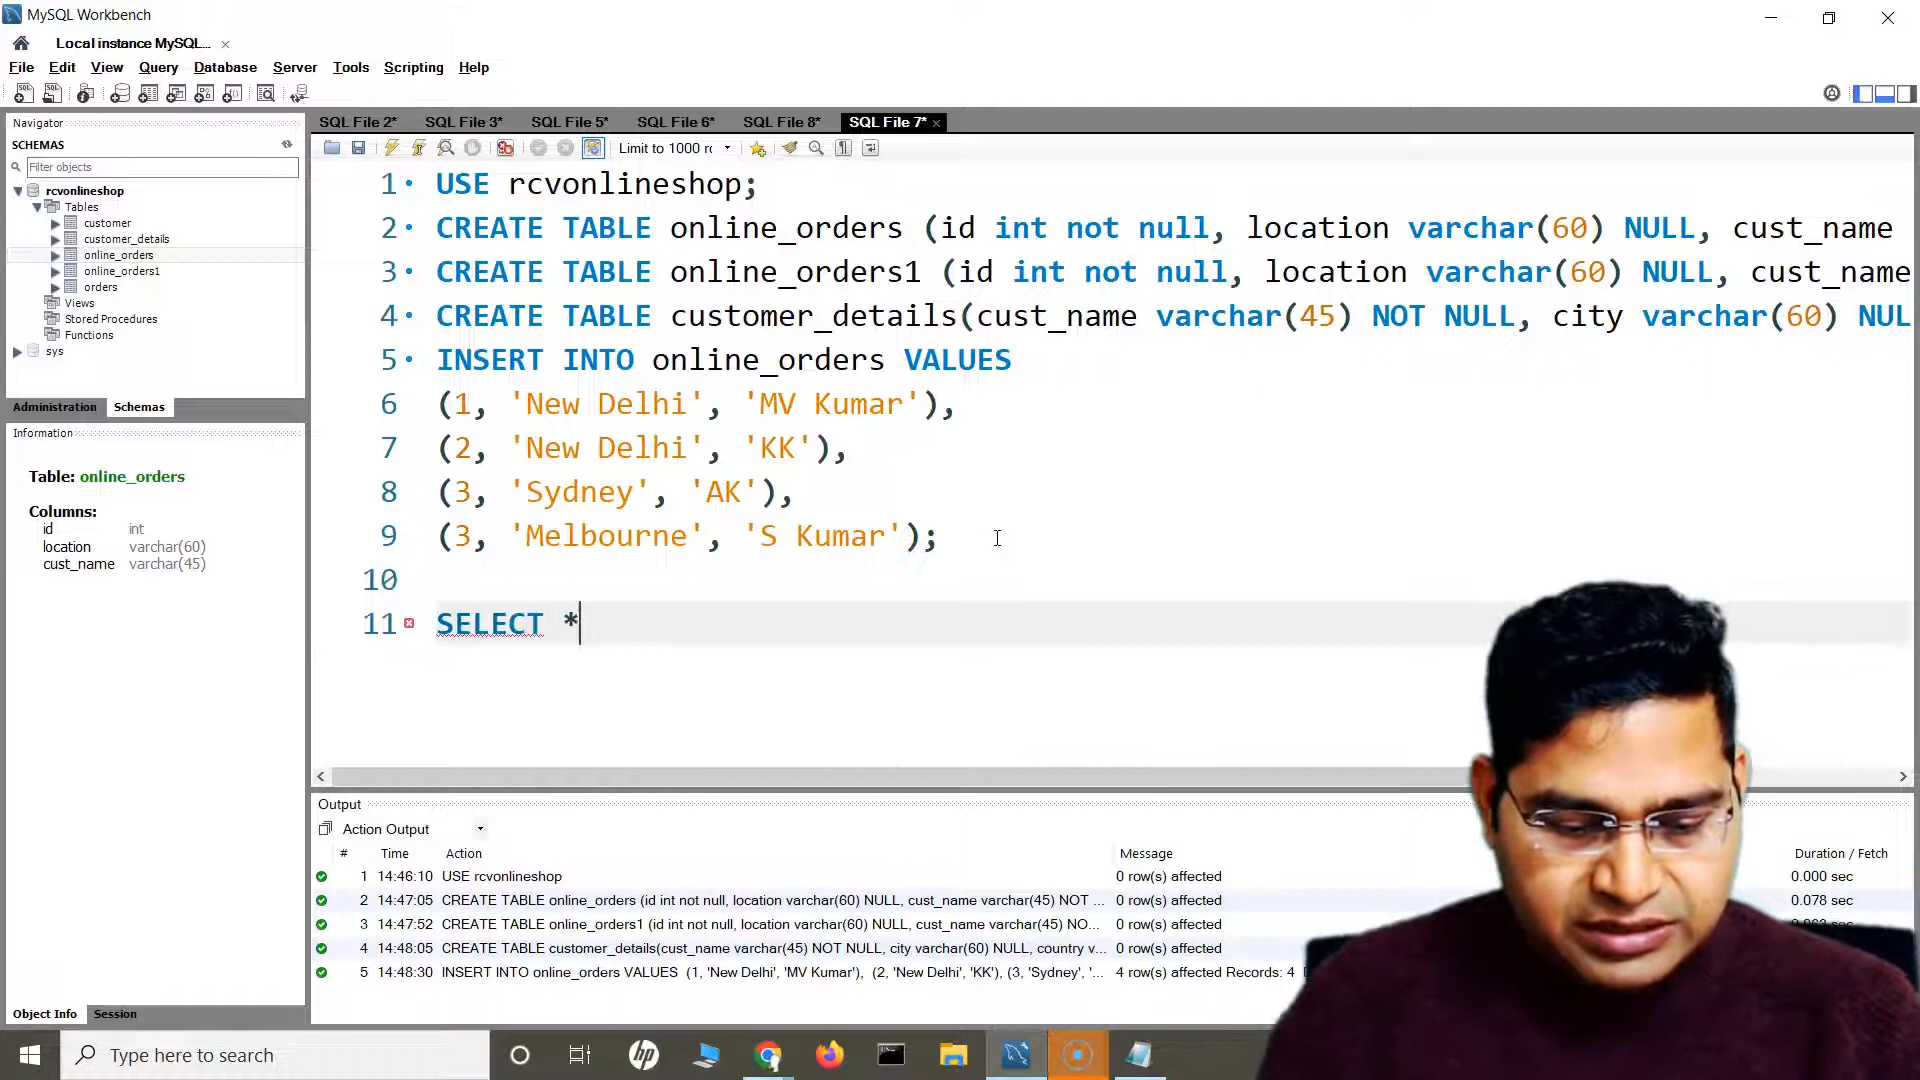 MySQL Workbench
Local instance MySQL...
File Edit View Query Database Server Tools Scripting Help
Navigator
SCHEMAS
Filter objects
rcvonlineshop
Tables
customer
customer_details
online_orders
online_orders1
orders
Views
Stored Procedures
Functions
sys
Administration Schemas
Information
Table: online_orders
Columns:
id int
location varchar(60)
cust_name varchar(45)
Object Info Session
SQL File 2* SQL File 3* SQL File 5* SQL File 6* SQL File 8* SQL File 7*
Limit to 1000 rc
1 USE rcvonlineshop;
2 CREATE TABLE online_orders (id int not null, location varchar(60) NULL, cust_name
3 CREATE TABLE online_orders1 (id int not null, location varchar(60) NULL, cust_name
4 CREATE TABLE customer_details(cust_name varchar(45) NOT NULL, city varchar(60) NUL
5 INSERT INTO online_orders VALUES
6 (1, 'New Delhi', 'MV Kumar'),
7 (2, 'New Delhi', 'KK'),
8 (3, 'Sydney', 'AK'),
9 (3, 'Melbourne', 'S Kumar');
10
11 SELECT *
Output
Action Output
# Time Action Message Duration / Fetch
1 14:46:10 USE rcvonlineshop 0 row(s) affected 0.000 sec
2 14:47:05 CREATE TABLE online_orders (id int not null, location varchar(60) NULL, cust_name varchar(45) NOT ... 0 row(s) affected 0.078 sec
3 14:47:52 CREATE TABLE online_orders1 (id int not null, location varchar(60) NULL, cust_name varchar(45) NO... 0 row(s) affected
4 14:48:05 CREATE TABLE customer_details(cust_name varchar(45) NOT NULL, city varchar(60) NULL, country v... 0 row(s) affected
5 14:48:30 INSERT INTO online_orders VALUES (1, 'New Delhi', 'MV Kumar'), (2, 'New Delhi', 'KK'), (3, 'Sydney', '... 4 row(s) affected Records: 4
Type here to search
hp